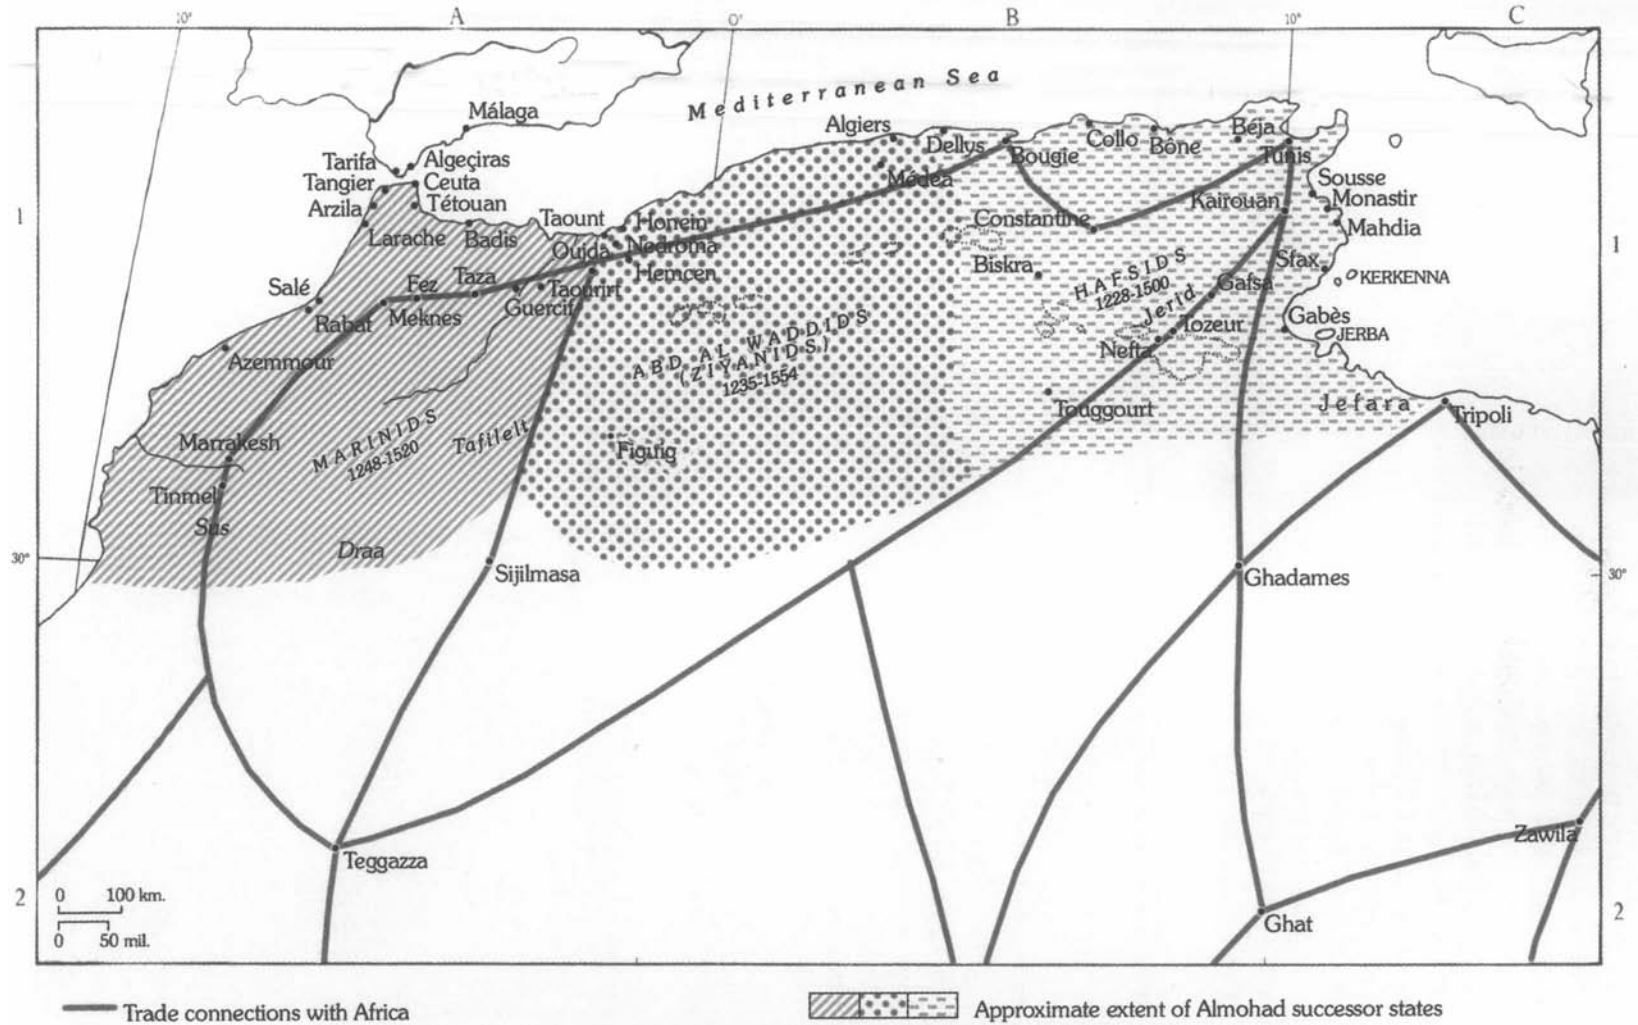 10°
A
0°
B
10°
C
Mediterranean Sea
Málaga
Algiers
Dellys
Bougie
Collo
Bône
Béja
Tunis
Tarifa
Algeçiras
Tangier
Ceuta
Arzila
Tétouan
Médéa
Sousse
Monastir
Kairouan
Mahdia
1
Larache
Badis
Taount
Honein
Oujda
Nedroma
Hemcen
Constantine
Biskra
HAFSIDS
1228-1500
Sfax
KERKENNA
1
Salé
Rabat
Fez
Meknes
Taza
Guercif
Taourirt
Gafsa
Jerid
Tozeur
Nefta
Gabès
JERBA
Azemmour
ABD AL WADDIDS
(ZIYANIDS)
1235-1554
Touggourt
Jefara
Tripoli
Marrakesh
MARINIDS
1248-1520
Tafilelt
Figuig
Tinmel
Sus
Draa
30°
Sijilmasa
Ghadames
30°
Teggazza
Zawila
2
0 100 km.
0 50 mil.
Ghat
2
Trade connections with Africa
Approximate extent of Almohad successor states